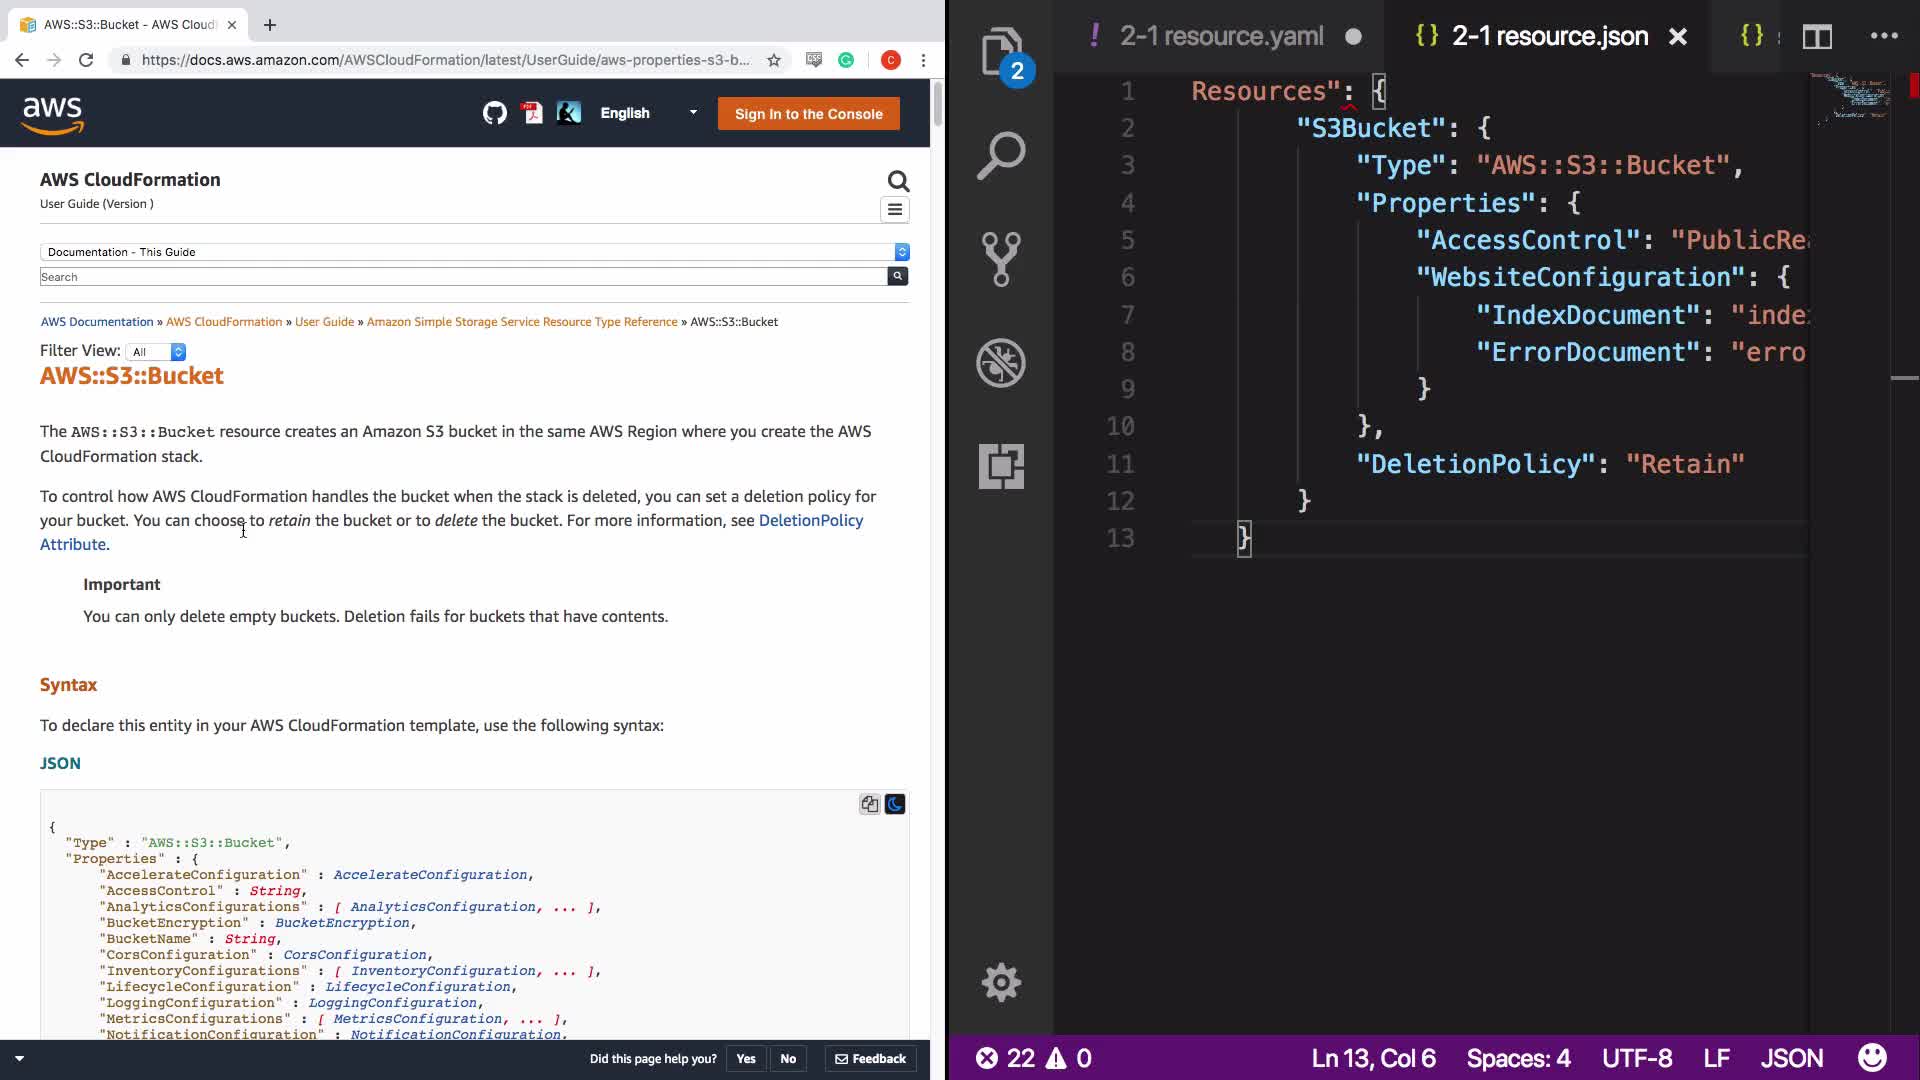 AWS::S3::Bucket - AWS Cloud
https://docs.aws.amazon.com/AWSCloudFormation/latest/UserGuide/aws-properties-s3-b...
CSS
G
C
aws
PDF
English
Sign In to the Console
AWS CloudFormation
User Guide (Version )
Documentation - This Guide
Search
AWS Documentation » AWS CloudFormation » User Guide » Amazon Simple Storage Service Resource Type Reference » AWS::S3::Bucket
Filter View: All
AWS::S3::Bucket
The AWS::S3::Bucket resource creates an Amazon S3 bucket in the same AWS Region where you create the AWS
CloudFormation stack.
To control how AWS CloudFormation handles the bucket when the stack is deleted, you can set a deletion policy for
your bucket. You can choose to retain the bucket or to delete the bucket. For more information, see DeletionPolicy
Attribute.
Important
You can only delete empty buckets. Deletion fails for buckets that have contents.
Syntax
To declare this entity in your AWS CloudFormation template, use the following syntax:
JSON
{
"Type" : "AWS::S3::Bucket",
"Properties" : {
"AccelerateConfiguration" : AccelerateConfiguration,
"AccessControl" : String,
"AnalyticsConfigurations" : [ AnalyticsConfiguration, ... ],
"BucketEncryption" : BucketEncryption,
"BucketName" : String,
"CorsConfiguration" : CorsConfiguration,
"InventoryConfigurations" : [ InventoryConfiguration, ... ],
"LifecycleConfiguration" : LifecycleConfiguration,
"LoggingConfiguration" : LoggingConfiguration,
"MetricsConfigurations" : [ MetricsConfiguration, ... ],
"NotificationConfiguration" : NotificationConfiguration,
Did this page help you? Yes No Feedback
2
! 2-1 resource.yaml
{} 2-1 resource.json
{}
1 Resources": {
2 "S3Bucket": {
3 "Type": "AWS::S3::Bucket",
4 "Properties": {
5 "AccessControl": "PublicRea
6 "WebsiteConfiguration": {
7 "IndexDocument": "inde
8 "ErrorDocument": "erro
9 }
10 },
11 "DeletionPolicy": "Retain"
12 }
13 }
22 0
Ln 13, Col 6
Spaces: 4
UTF-8
LF
JSON